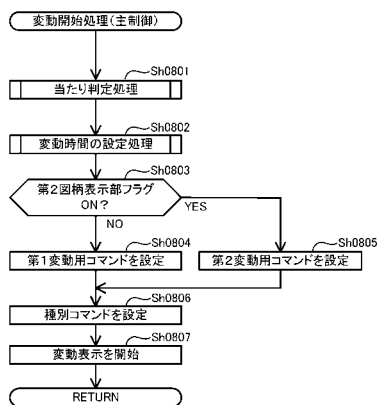 変動開始処理(主制御)
Sh0801
当たり判定処理
Sh0802
変動時間の設定処理
Sh0803
第2図柄表示部フラグ
ON?
YES
NO
Sh0804
第1変動用コマンドを設定
Sh0805
第2変動用コマンドを設定
Sh0806
種別コマンドを設定
Sh0807
変動表示を開始
RETURN